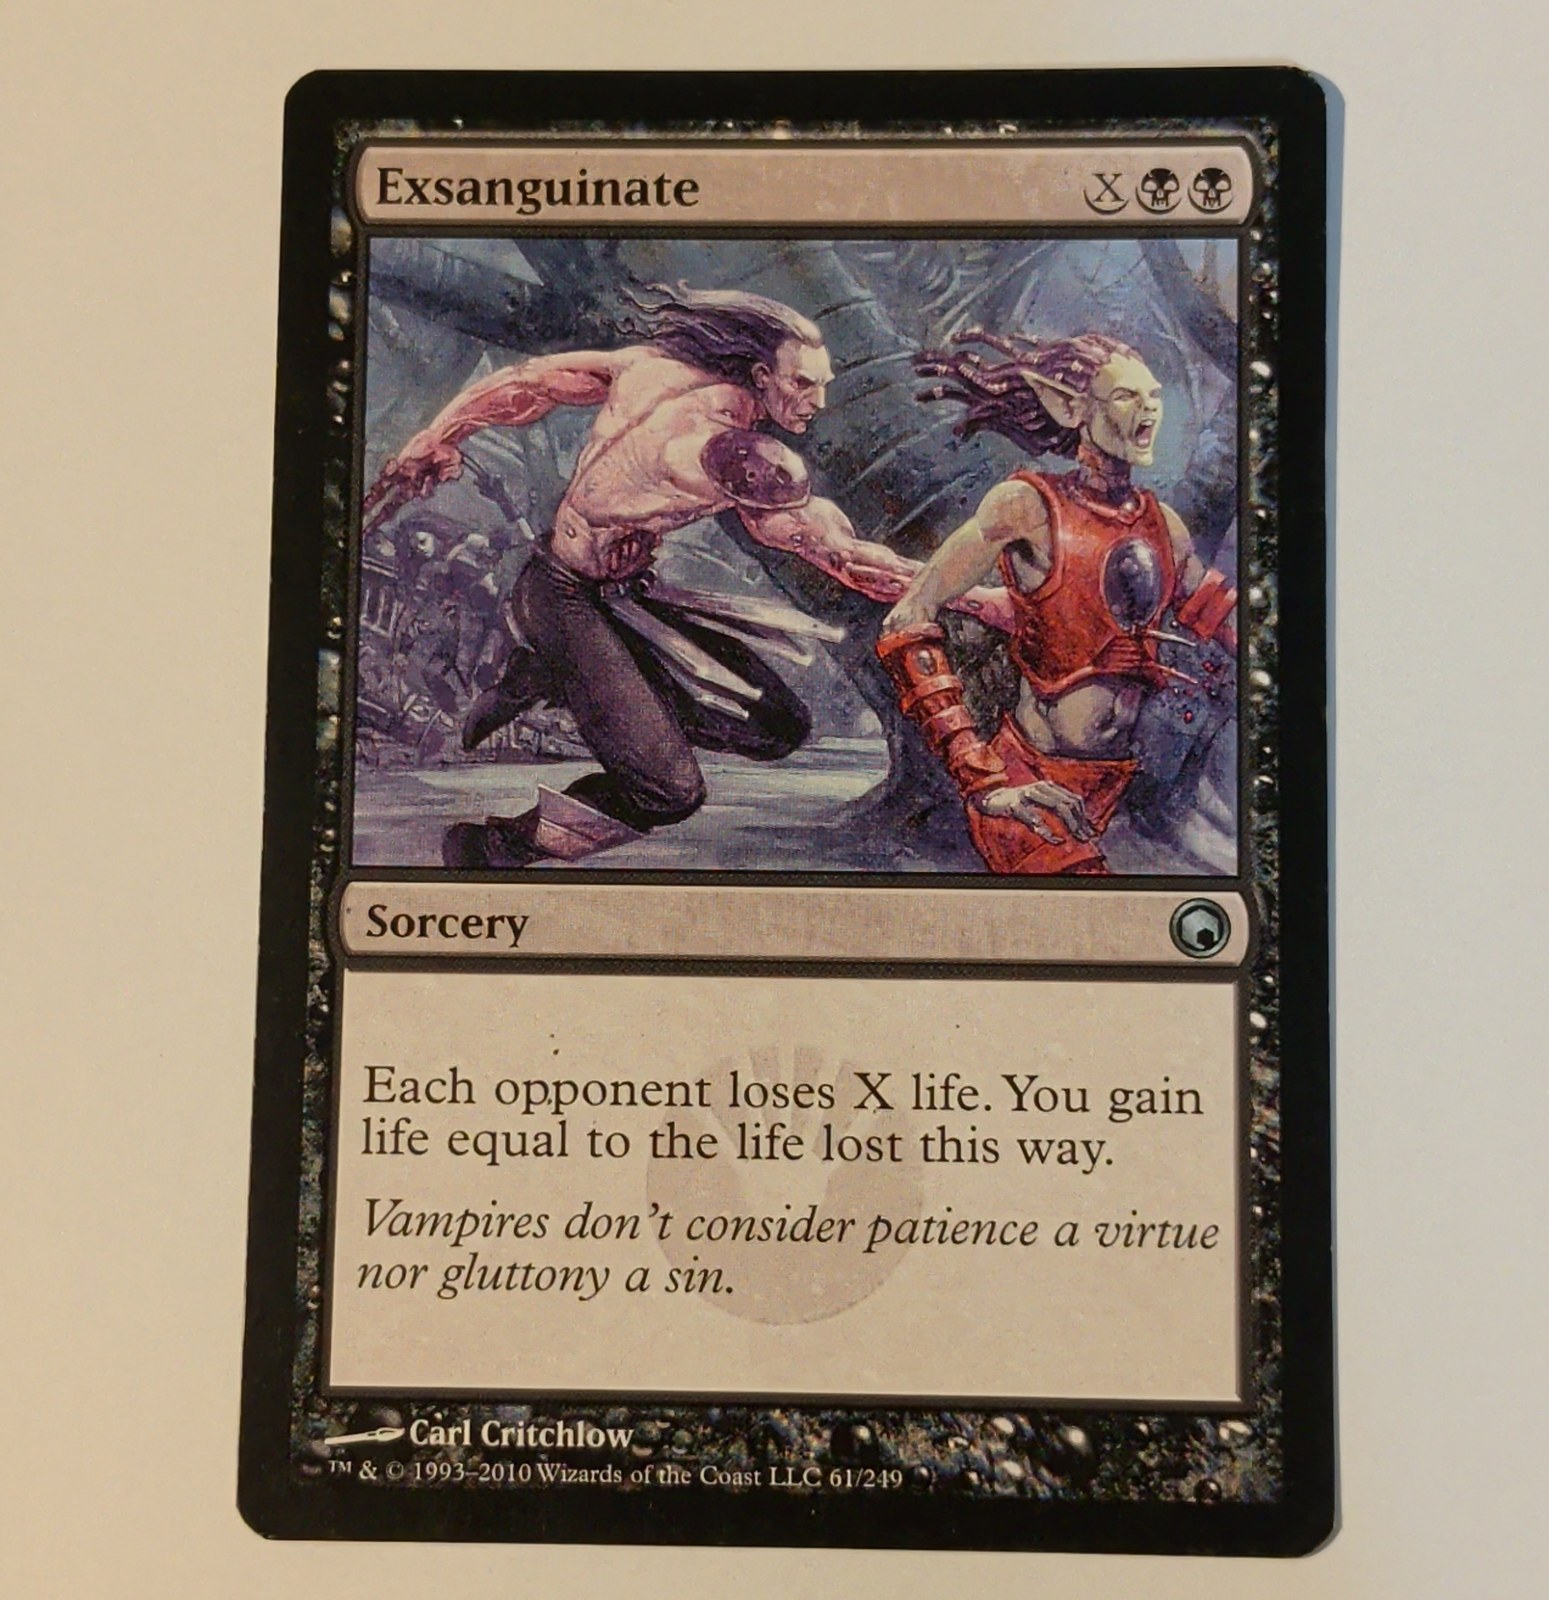 Exsanguinate X
Sorcery
Each opponent loses X life. You gain
life equal to the life lost this way.
Vampires don't consider patience a virtue
nor gluttony a sin.
Carl Critchlow
™ & © 1993–2010 Wizards of the Coast LLC 61/249